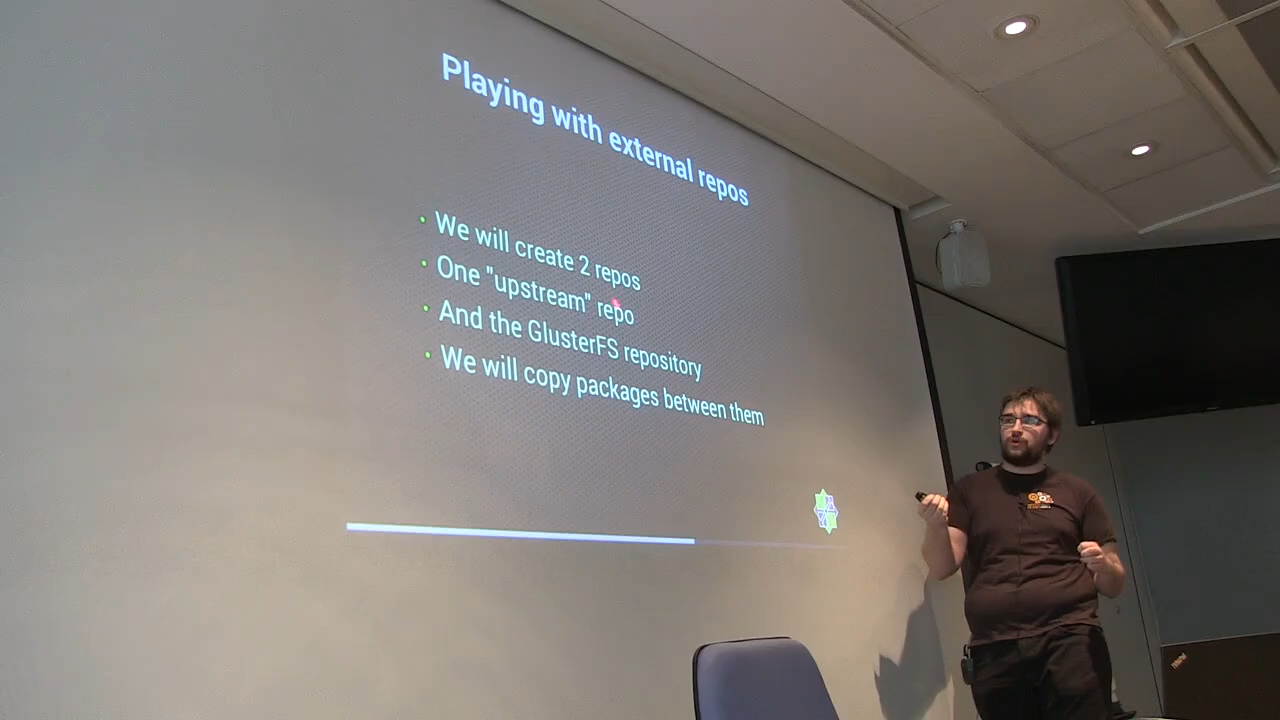 Playing with external repos
We will create 2 repos
One "upstream" repo
And the GlusterFS repository
We will copy packages between them